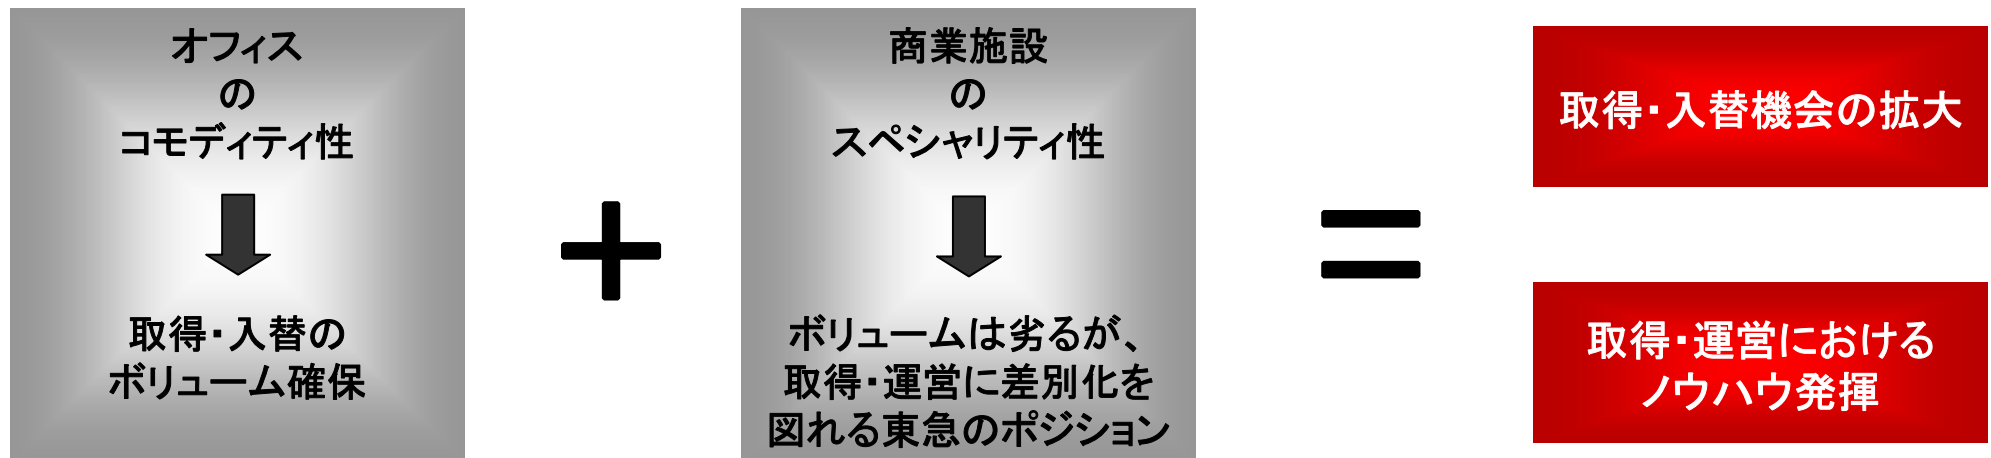 オフィス
の
コモディティ性
取得・入替の
ボリューム確保
+
商業施設
の
スペシャリティ性
ボリュームは劣るが、
取得・運営に差別化を
図れる東急のポジション
=
取得・入替機会の拡大
取得・運営における
ノウハウ発揮